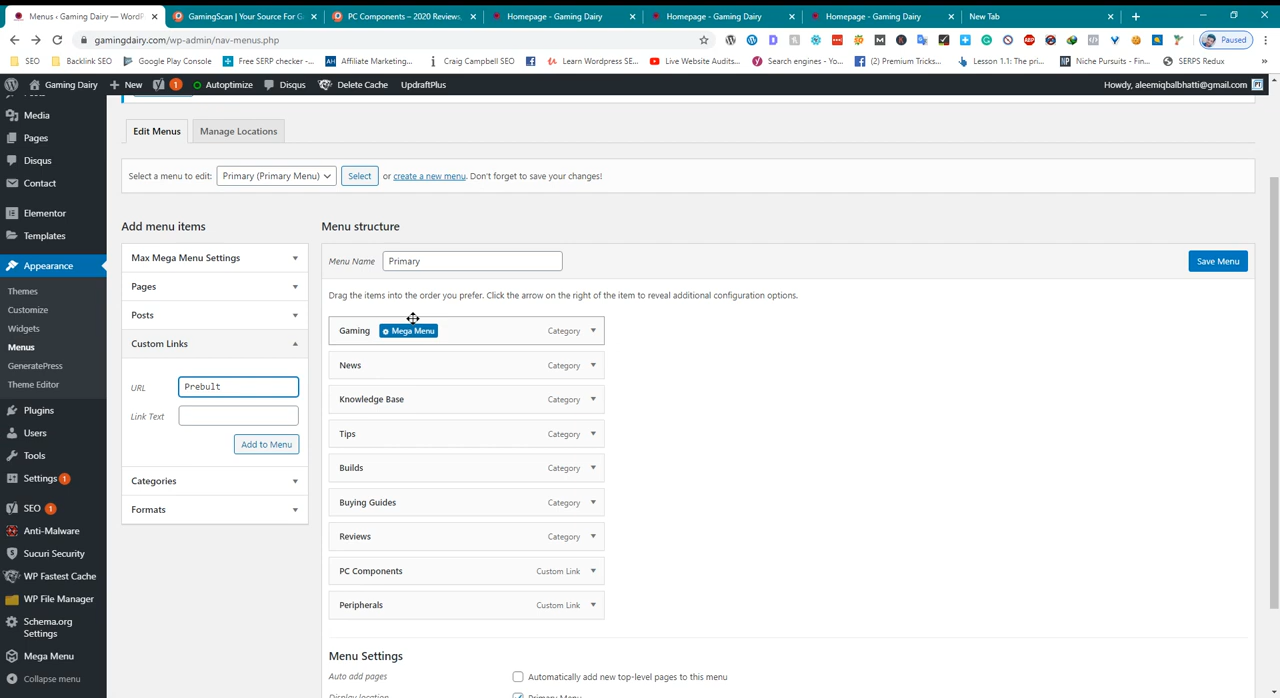 Menus ‹ Gaming Dairy — WordP
GamingScan | Your Source For G
PC Components – 2020 Reviews,
Homepage - Gaming Dairy
Homepage - Gaming Dairy
Homepage - Gaming Dairy
New Tab
gamingdairy.com/wp-admin/nav-menus.php
Paused
SEO
Backlink SEO
Google Play Console
Free SERP checker -...
Affiliate Marketing...
Craig Campbell SEO
Learn Wordpress SE...
Live Website Audits...
Search engines - Yo...
(2) Premium Tricks...
Lesson 1.1: The pri...
Niche Pursuits - Fin...
SERPS Redux
Gaming Dairy
New
1
Autoptimize
Disqus
Delete Cache
UpdraftPlus
Howdy, aleemiqbalbhatti@gmail.com
Media
Pages
Disqus
Contact
Elementor
Templates
Appearance
Themes
Customize
Widgets
Menus
GeneratePress
Theme Editor
Plugins
Users
Tools
Settings 1
SEO 1
Anti-Malware
Sucuri Security
WP Fastest Cache
WP File Manager
Schema.org
Settings
Mega Menu
Collapse menu
Edit Menus
Manage Locations
Select a menu to edit: Primary (Primary Menu) Select or create a new menu. Don't forget to save your changes!
Add menu items
Max Mega Menu Settings
Pages
Posts
Custom Links
URL Prebult
Link Text
Add to Menu
Categories
Formats
Menu structure
Menu Name Primary
Save Menu
Drag the items into the order you prefer. Click the arrow on the right of the item to reveal additional configuration options.
Gaming Mega Menu Category
News Category
Knowledge Base Category
Tips Category
Builds Category
Buying Guides Category
Reviews Category
PC Components Custom Link
Peripherals Custom Link
Menu Settings
Auto add pages Automatically add new top-level pages to this menu
Display location Primary Menu